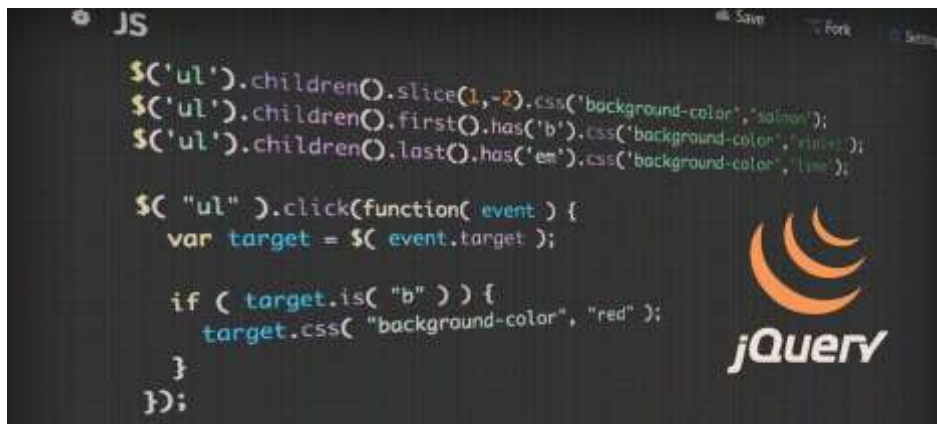 JS
Save
Fork
Settings
$('ul').children().slice(1,-2).css('background-color','salmon');
$('ul').children().first().has('b').css('background-color','violet');
$('ul').children().last().has('em').css('background-color','lime');
$( "ul" ).click(function( event ) {
var target = $( event.target );
if ( target.is( "b" ) ) {
target.css( "background-color", "red" );
}
});
jQuery